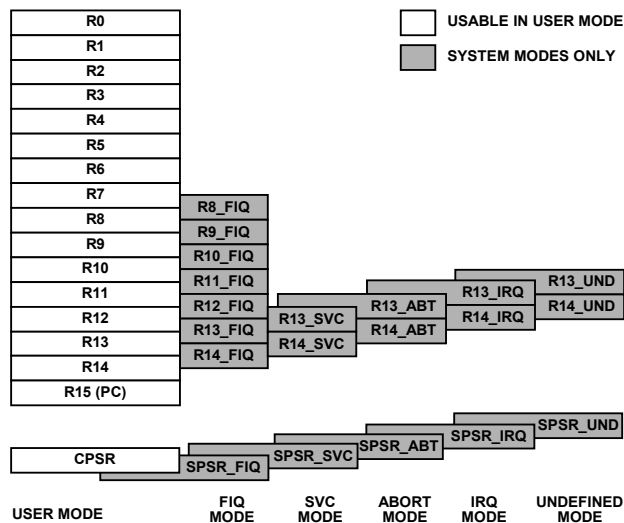 R0
R1
R2
R3
R4
R5
R6
R7
R8
R9
R10
R11
R12
R13
R14
R15 (PC)
USABLE IN USER MODE
SYSTEM MODES ONLY
R8_FIQ
R9_FIQ
R10_FIQ
R11_FIQ
R12_FIQ
R13_FIQ
R14_FIQ
R13_SVC
R14_SVC
R13_ABT
R14_ABT
R13_IRQ
R14_IRQ
R13_UND
R14_UND
CPSR
SPSR_FIQ
SPSR_SVC
SPSR_ABT
SPSR_IRQ
SPSR_UND
USER MODE
FIQ
MODE
SVC
MODE
ABORT
MODE
IRQ
MODE
UNDEFINED
MODE